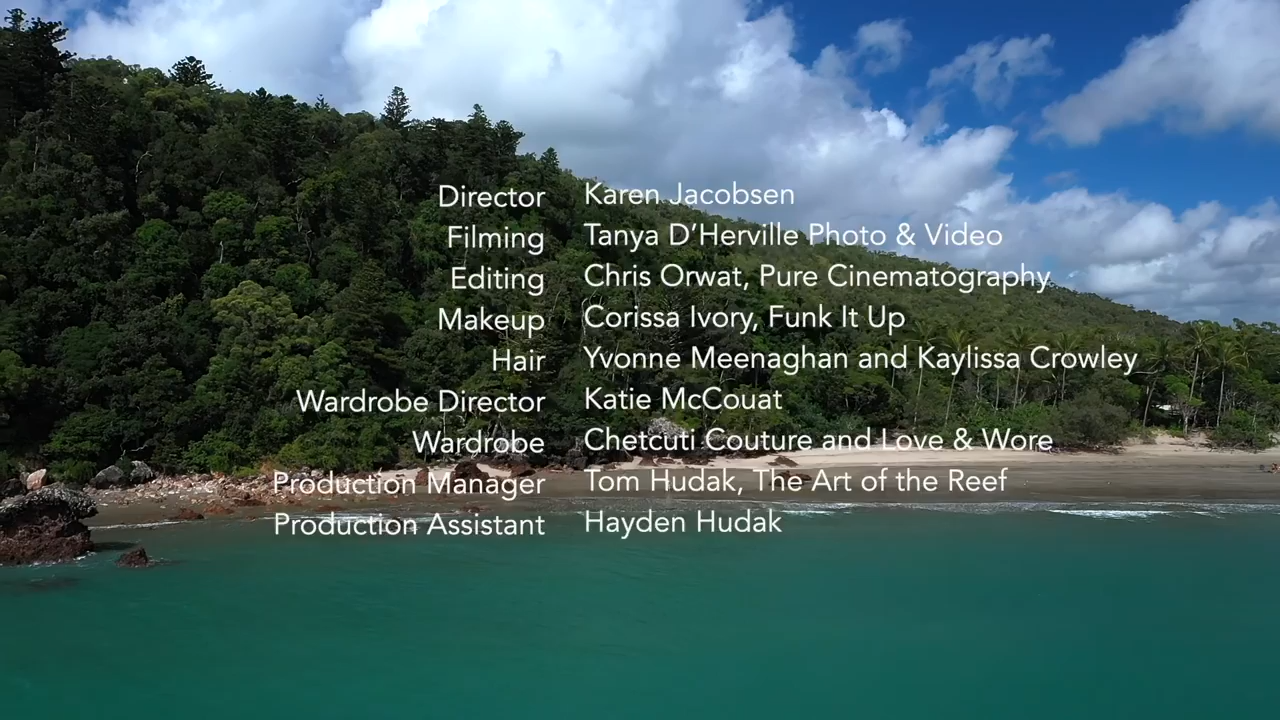 Director Karen Jacobsen
Filming Tanya D’Herville Photo & Video
Editing Chris Orwat, Pure Cinematography
Makeup Corissa Ivory, Funk It Up
Hair Yvonne Meenaghan and Kaylissa Crowley
Wardrobe Director Katie McCouat
Wardrobe Chetcuti Couture and Love & Wore
Production Manager Tom Hudak, The Art of the Reef
Production Assistant Hayden Hudak